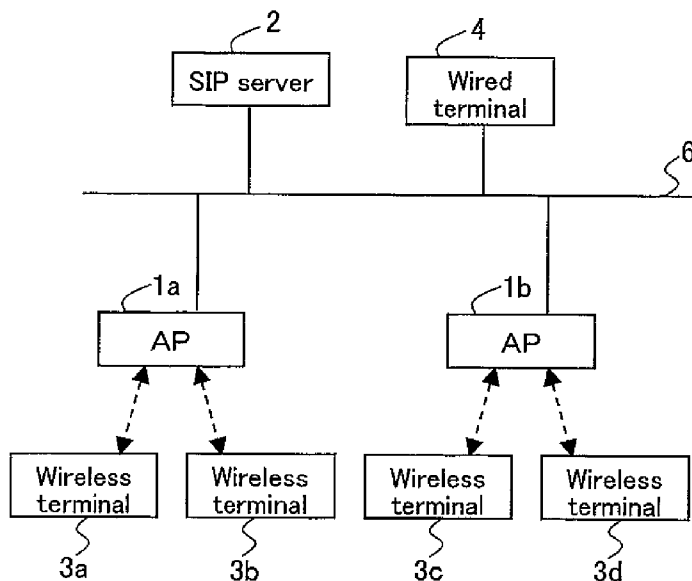 2
4
SIP server
Wired
terminal
6
1a
1b
AP
AP
Wireless
terminal
Wireless
terminal
Wireless
terminal
Wireless
terminal
3a
3b
3c
3d